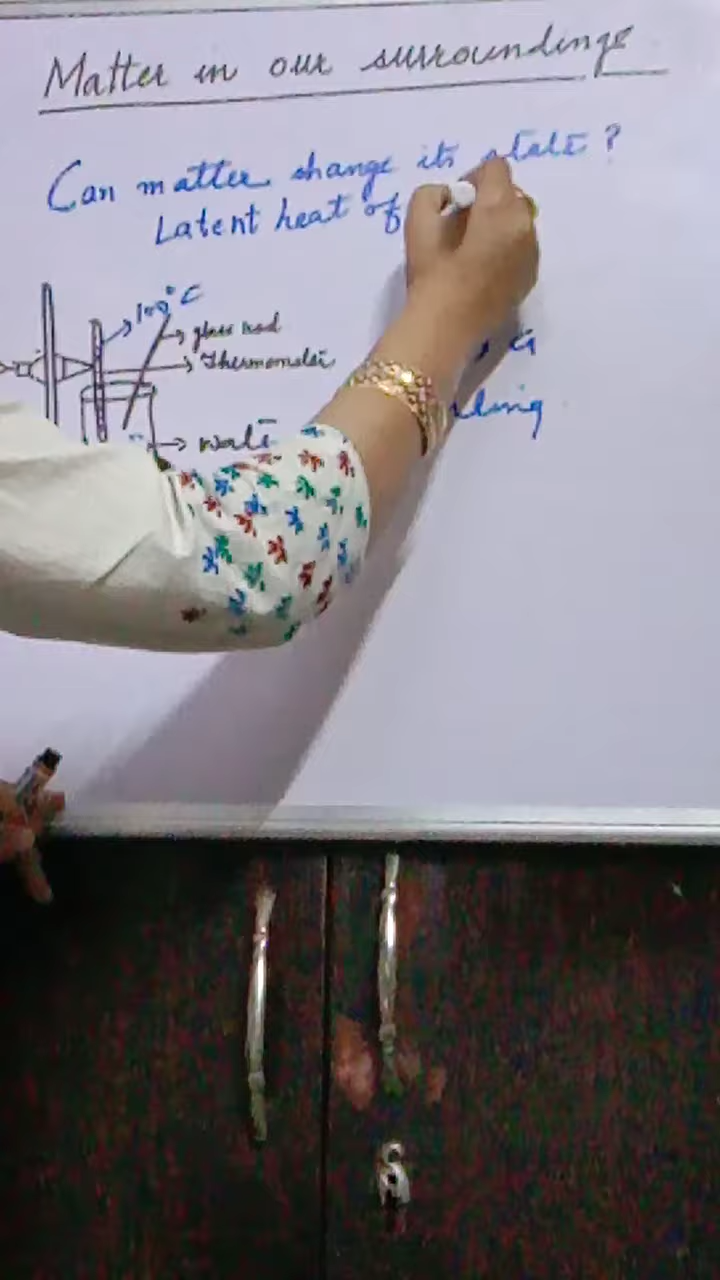 Matter in our surroundings
Can matter change its state?
Latent heat of
100°C
glass rod
Thermometer
G
water